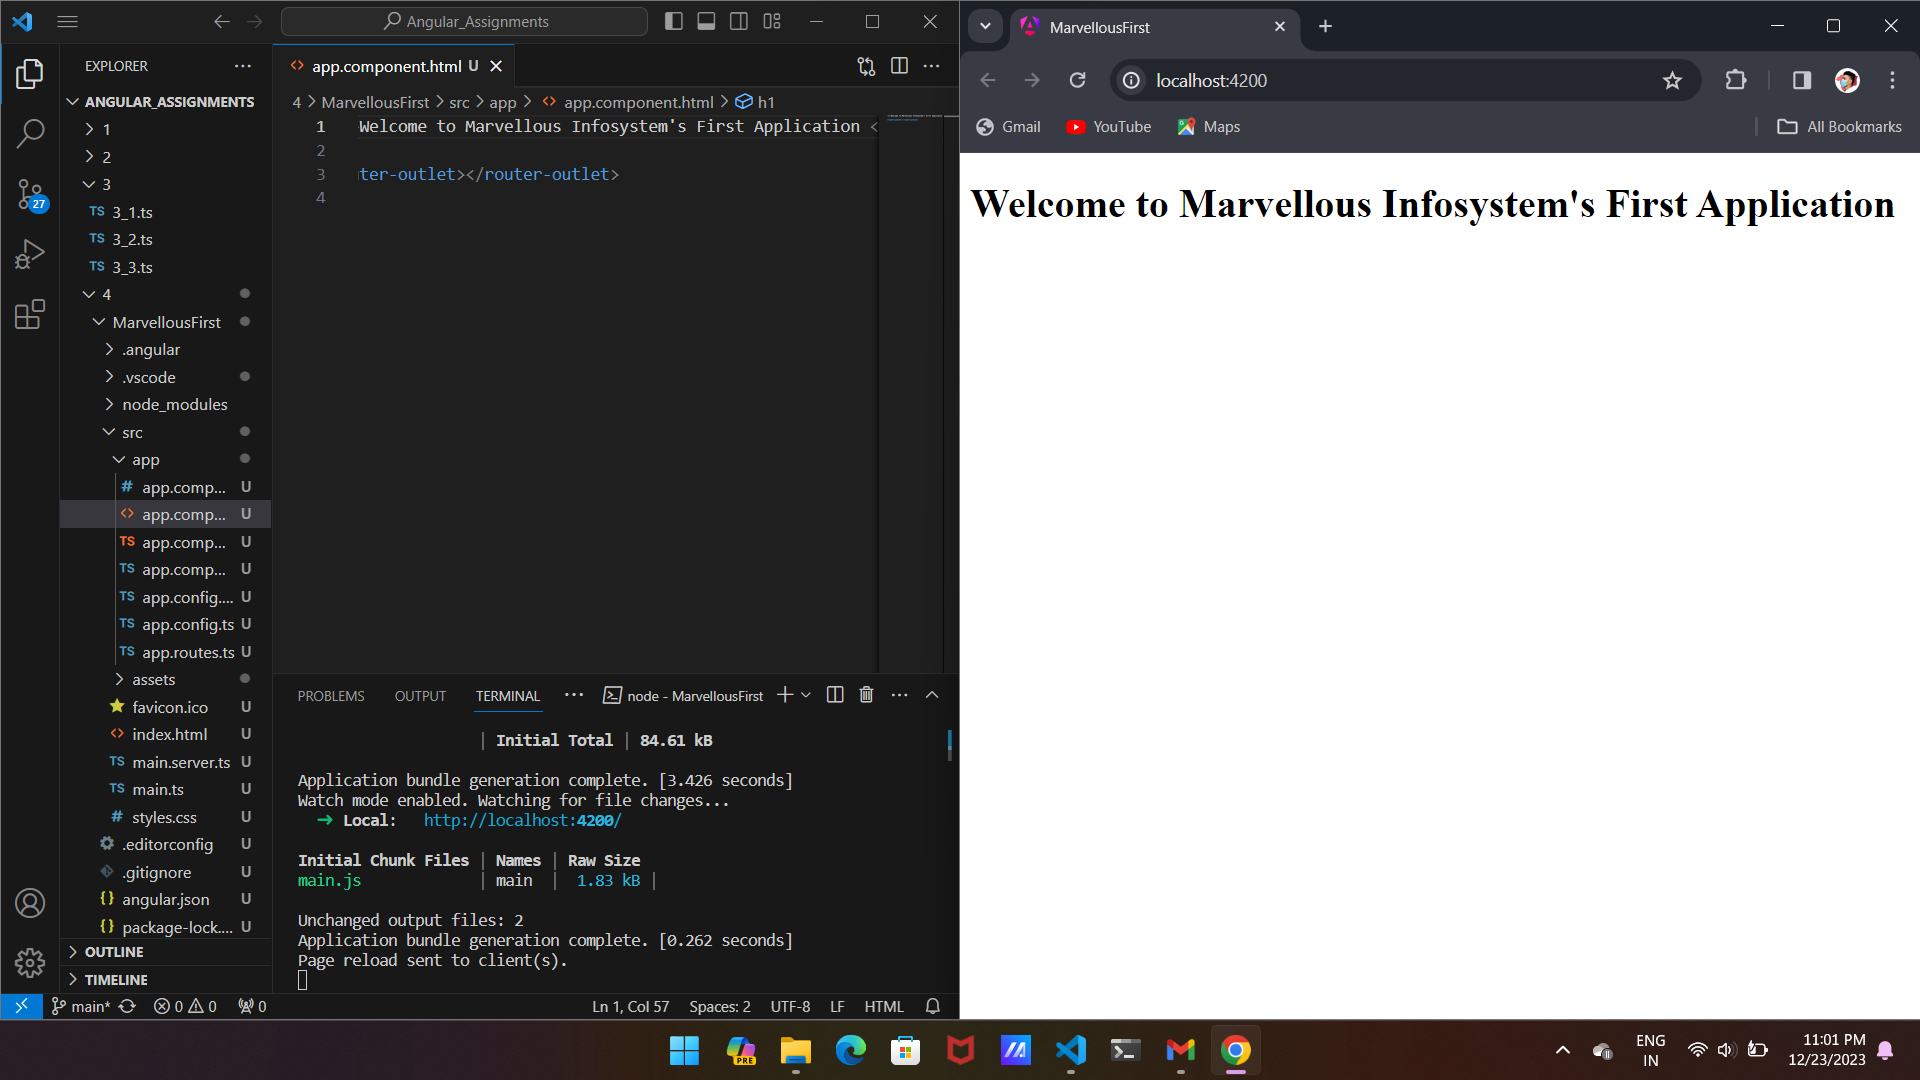 Angular_Assignments
EXPLORER
ANGULAR_ASSIGNMENTS
1
2
3
TS 3_1.ts
TS 3_2.ts
TS 3_3.ts
4
MarvellousFirst
.angular
.vscode
node_modules
src
app
# app.comp... U
<> app.comp... U
TS app.comp... U
TS app.comp... U
TS app.config.... U
TS app.config.ts U
TS app.routes.ts U
assets
favicon.ico U
<> index.html U
TS main.server.ts U
TS main.ts U
# styles.css U
.editorconfig U
.gitignore U
{} angular.json U
{} package-lock.... U
OUTLINE
TIMELINE
27
<> app.component.html U
4 > MarvellousFirst > src > app > <> app.component.html > h1
1 Welcome to Marvellous Infosystem's First Application <
2
3 ter-outlet></router-outlet>
4
PROBLEMS OUTPUT TERMINAL ... node - MarvellousFirst
| Initial Total | 84.61 kB
Application bundle generation complete. [3.426 seconds]
Watch mode enabled. Watching for file changes...
➜ Local: http://localhost:4200/
Initial Chunk Files | Names | Raw Size
main.js | main | 1.83 kB |
Unchanged output files: 2
Application bundle generation complete. [0.262 seconds]
Page reload sent to client(s).
main* 0 0 0 Ln 1, Col 57 Spaces: 2 UTF-8 LF HTML
MarvellousFirst
localhost:4200
Gmail YouTube Maps All Bookmarks
Welcome to Marvellous Infosystem's First Application
PRE
ENG
IN
11:01 PM
12/23/2023